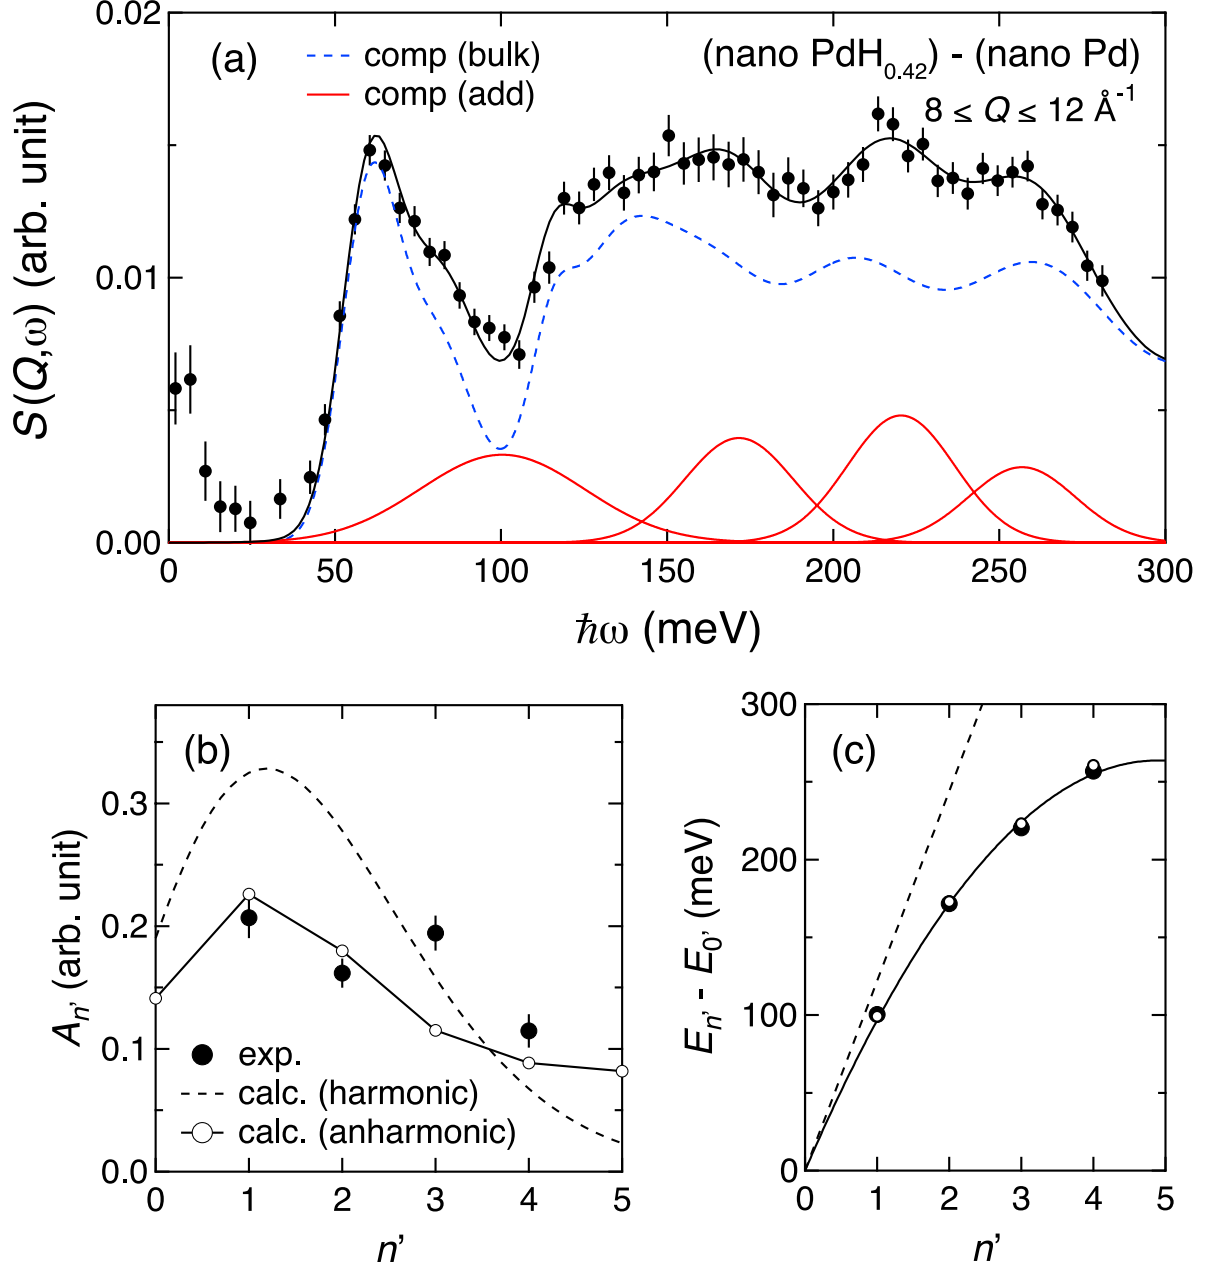 0.02
(a)
comp (bulk)
comp (add)
(nano PdH0.42) - (nano Pd)
8 ≤ Q ≤ 12 Å-1
S(Q,ω) (arb. unit)
0.01
0.00
0 50 100 150 200 250 300
ħω (meV)
(b)
0.3
0.2
0.1
0.0
An' (arb. unit)
exp.
calc. (harmonic)
calc. (anharmonic)
0 1 2 3 4 5
n'
(c)
300
200
100
0
En' - E0' (meV)
0 1 2 3 4 5
n'